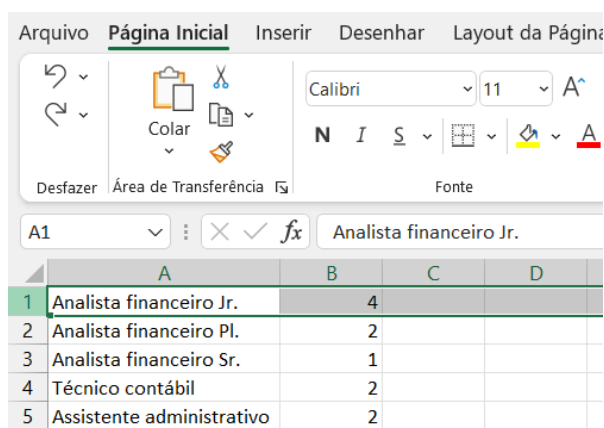 Arquivo Página Inicial Inserir Desenhar Layout da Página
Calibri 11 A^
Colar
N I S A
Desfazer Área de Transferência Fonte
A1 fx Analista financeiro Jr.
A B C D
1 Analista financeiro Jr. 4
2 Analista financeiro Pl. 2
3 Analista financeiro Sr. 1
4 Técnico contábil 2
5 Assistente administrativo 2